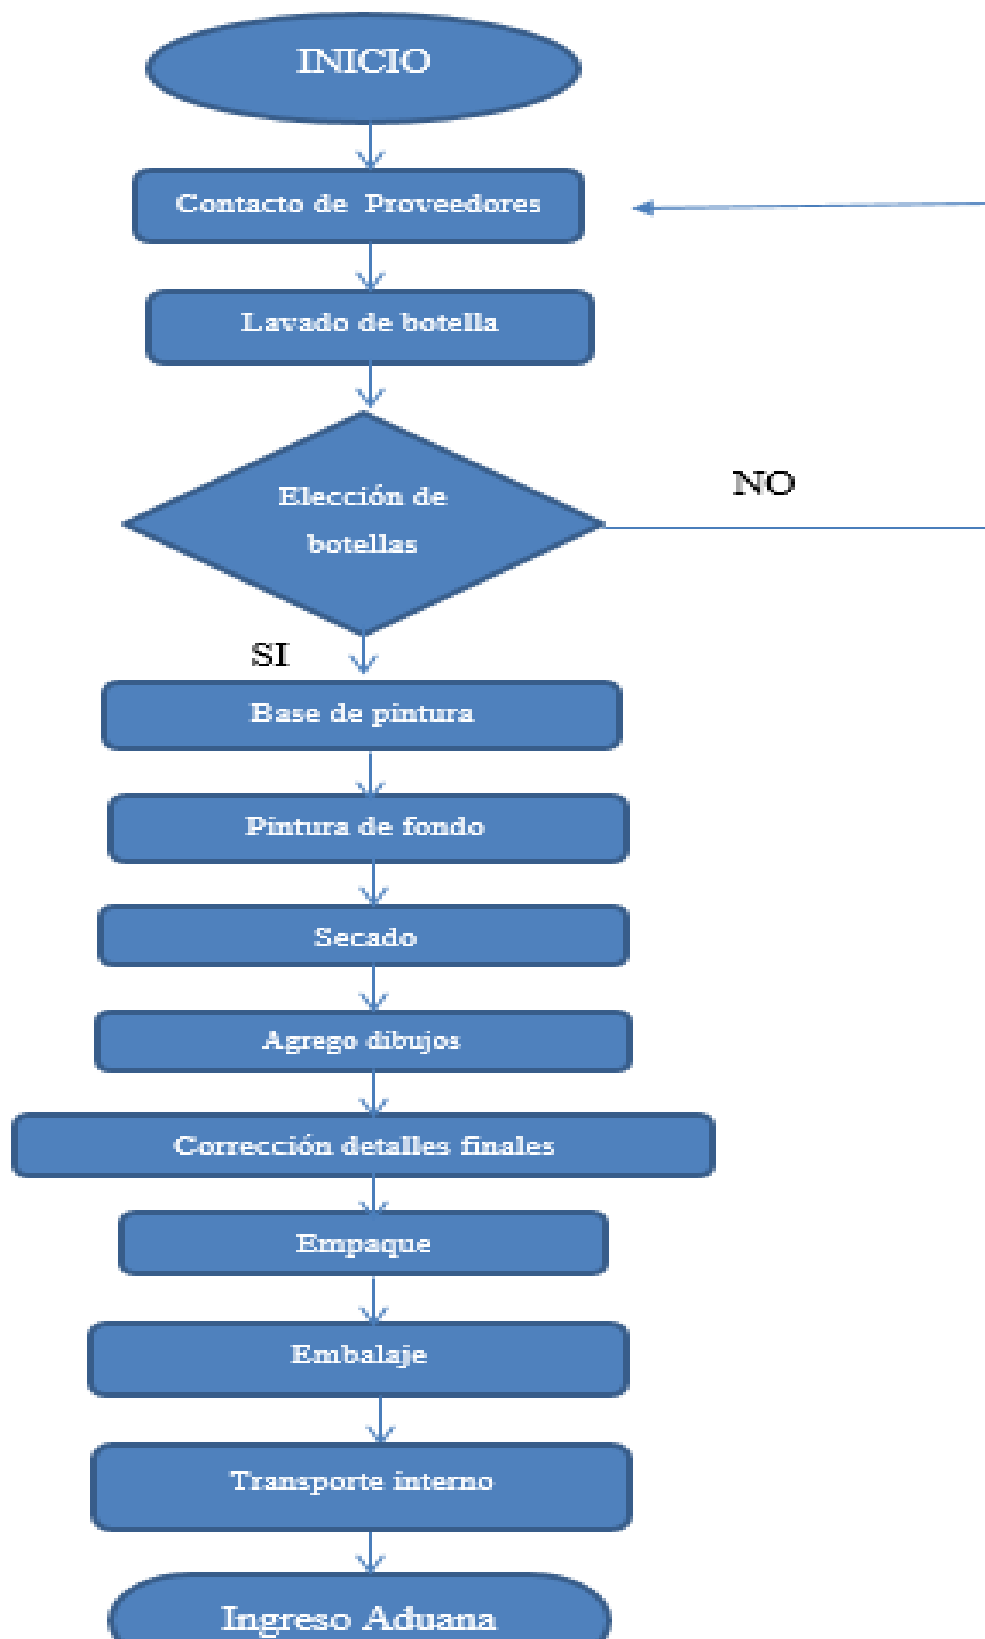 INICIO
Contacto de Proveedores
Lavado de botella
Elección de
botellas
NO
SI
Base de pintura
Pintura de fondo
Secado
Agrego dibujos
Corrección detalles finales
Empaque
Embalaje
Transporte interno
Ingreso Aduana